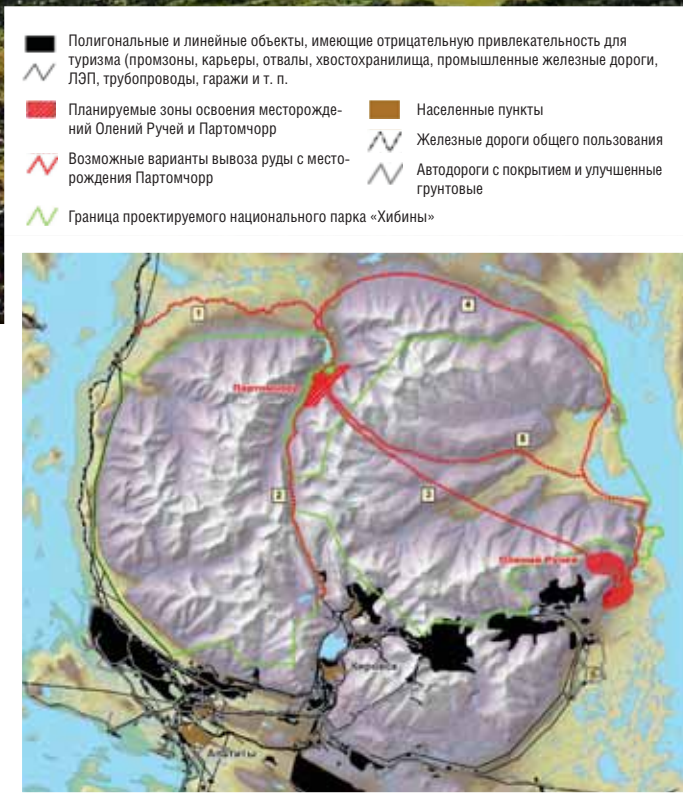 Полигональные и линейные объекты, имеющие отрицательную привлекательность для
туризма (промзоны, карьеры, отвалы, хвостохранилища, промышленные железные дороги,
ЛЭП, трубопроводы, гаражи и т. п.
Планируемые зоны освоения месторожде-
ний Олений Ручей и Партомчорр
Возможные варианты вывоза руды с место-
рождения Партомчорр
Населенные пункты
Железные дороги общего пользования
Автодороги с покрытием и улучшенные
грунтовые
Граница проектируемого национального парка «Хибины»
1
4
Партомчорр
5
2
3
Олений Ручей
Кировск
Апатиты